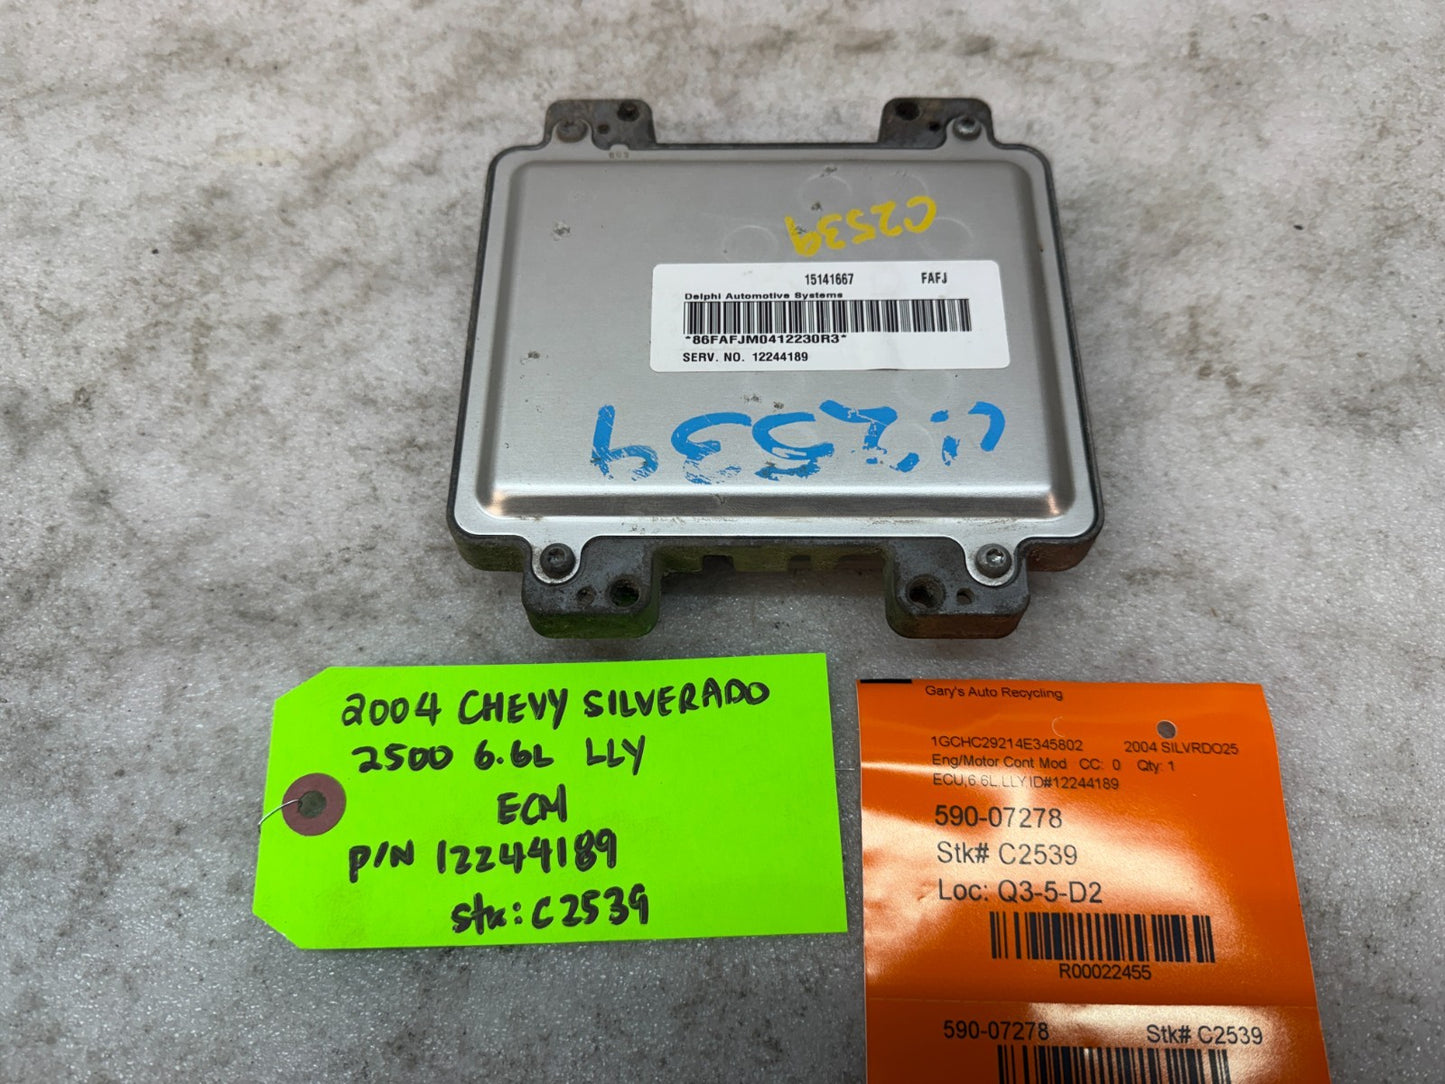 C2539
15141667 FAFJ
Delphi Automotive Systems
*86FAFJM0412230R3*
SERV. NO. 12244189
C2539
2004 CHEVY SILVERADO
2500 6.6L LLY
ECM
P/N 12244189
stk: C2539
Gary's Auto Recycling
1GCHC29214E345802 2004 SILVRDO25
Eng/Motor Cont Mod CC: 0 Qty: 1
ECU,6.6L.LLY,ID#12244189
590-07278
Stk# C2539
Loc: Q3-5-D2
R00022455
590-07278 Stk# C2539